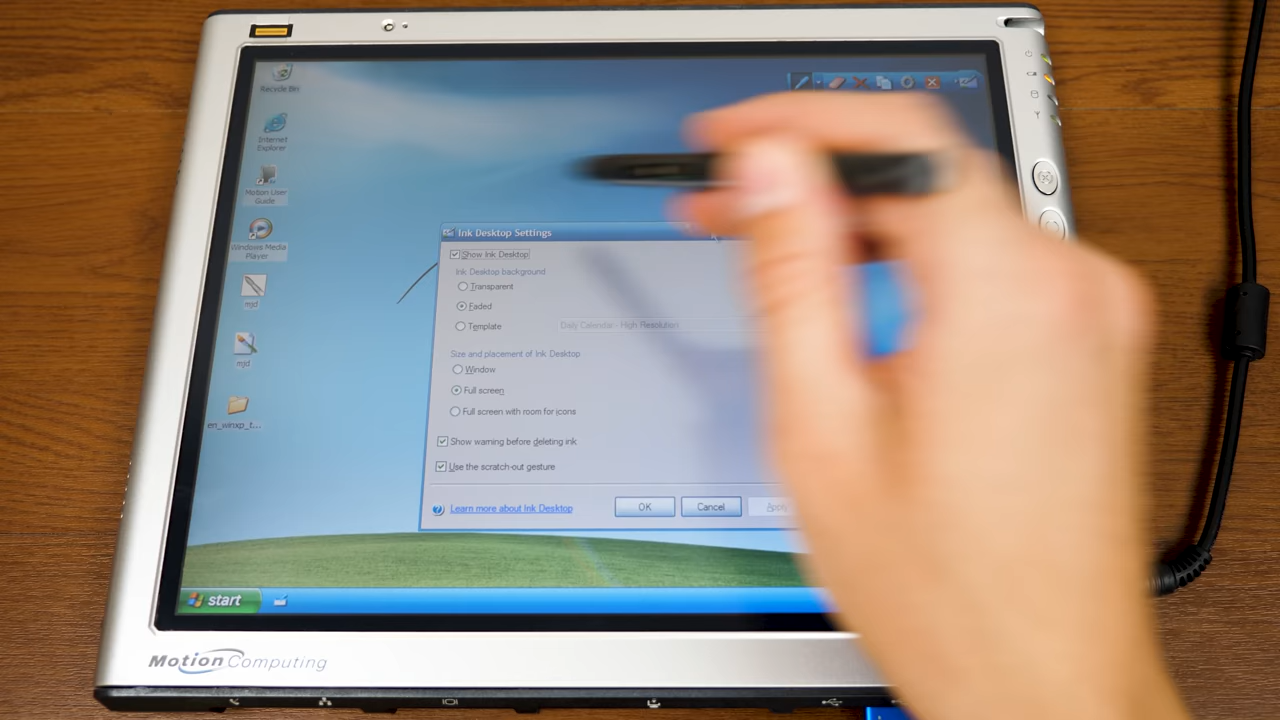 Recycle Bin
Internet
Explorer
Motion User
Guide
Windows Media
Player
mjd
mjd
en_winxp_t...
Ink Desktop Settings
Show Ink Desktop
Ink Desktop background
Transparent
Faded
Template
Daily Calendar - High Resolution
Size and placement of Ink Desktop
Window
Full screen
Full screen with room for icons
Show warning before deleting ink
Use the scratch-out gesture
Learn more about Ink Desktop
OK
Cancel
Apply
start
Motion Computing